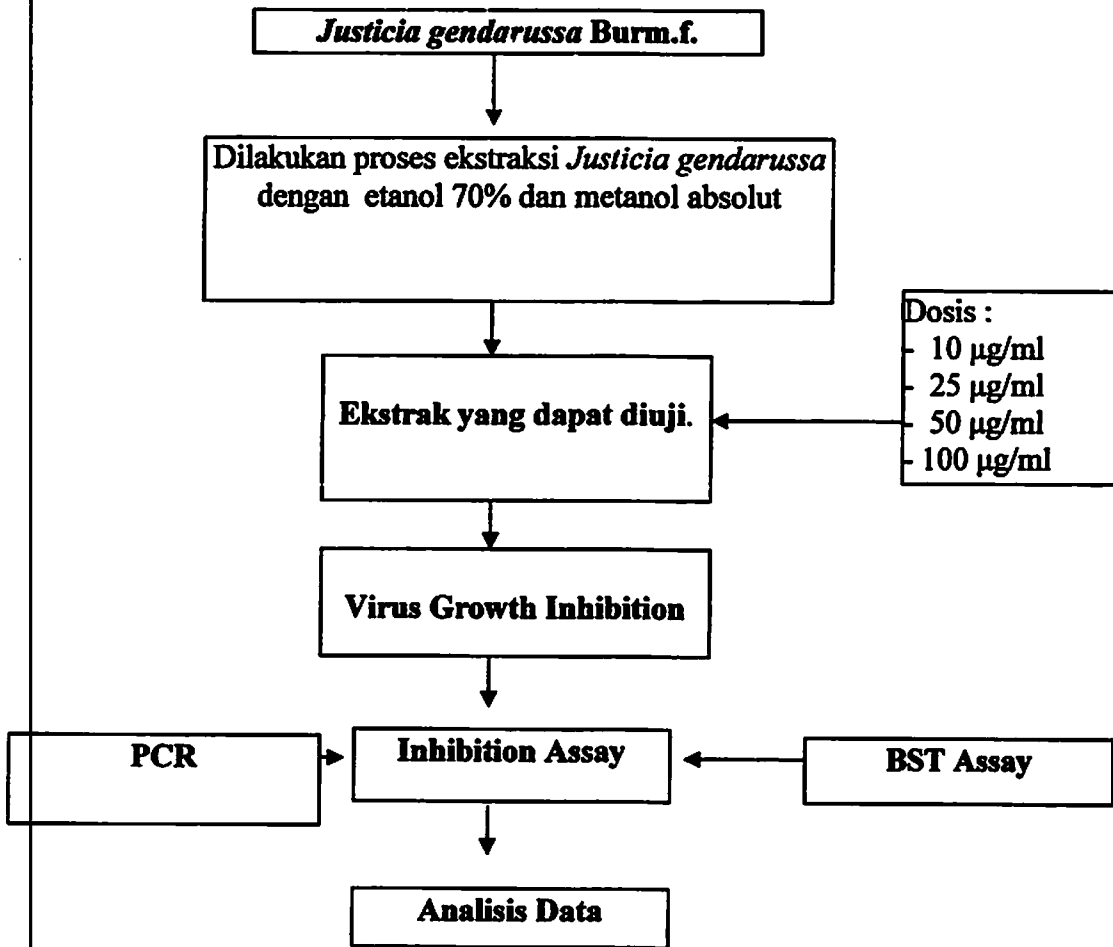 Justicia gendarussa Burm.f.
Dilakukan proses ekstraksi Justicia gendarussa
dengan etanol 70% dan metanol absolut
Dosis :
- 10 µg/ml
- 25 µg/ml
- 50 µg/ml
- 100 µg/ml
Ekstrak yang dapat diuji.
Virus Growth Inhibition
PCR
Inhibition Assay
BST Assay
Analisis Data